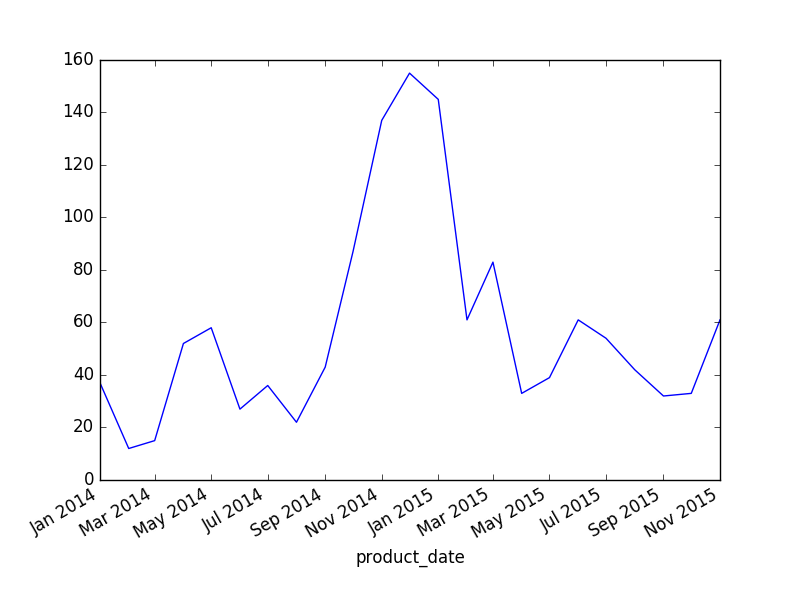 160
140
120
100
80
60
40
20
0
Jan 2014
Mar 2014
May 2014
Jul 2014
Sep 2014
Nov 2014
Jan 2015
Mar 2015
May 2015
Jul 2015
Sep 2015
Nov 2015
product_date